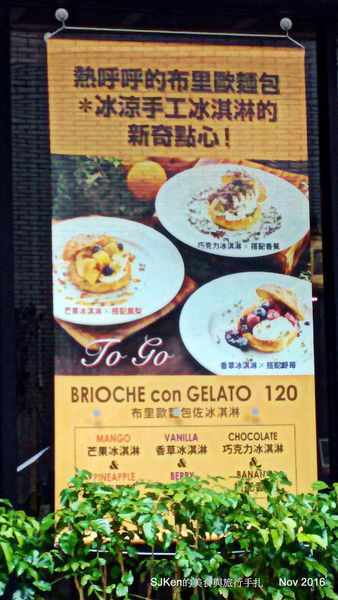 熱呼呼的布里歐麵包
*冰涼手工冰淇淋的
新奇點心!
巧克力冰淇淋×搭配香蕉
芒果冰淇淋×搭配鳳梨
香草冰淇淋×搭配野莓
To Go
BRIOCHE con GELATO 120
布里歐麵包佐冰淇淋
MANGO
芒果冰淇淋
&
PINEAPPLE
VANILLA
香草冰淇淋
&
BERRY
CHOCOLATE
巧克力冰淇淋
&
SJKen的美食與旅行手扎 Nov 2016